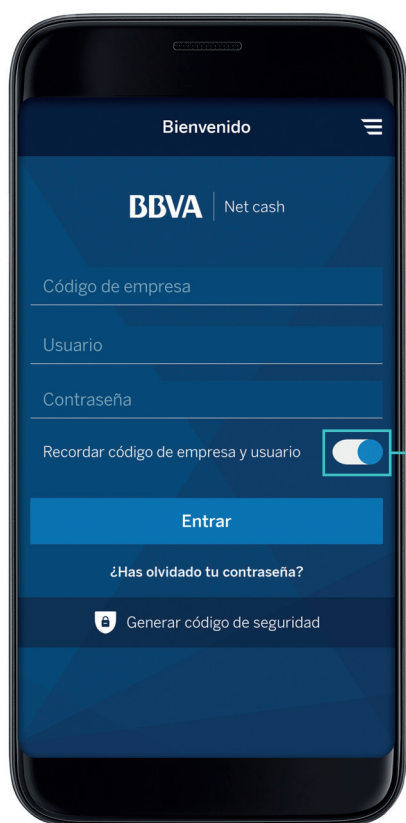 Bienvenido
BBVA | Net cash
Código de empresa
Usuario
Contraseña
Recordar código de empresa y usuario
Entrar
¿Has olvidado tu contraseña?
Generar código de seguridad